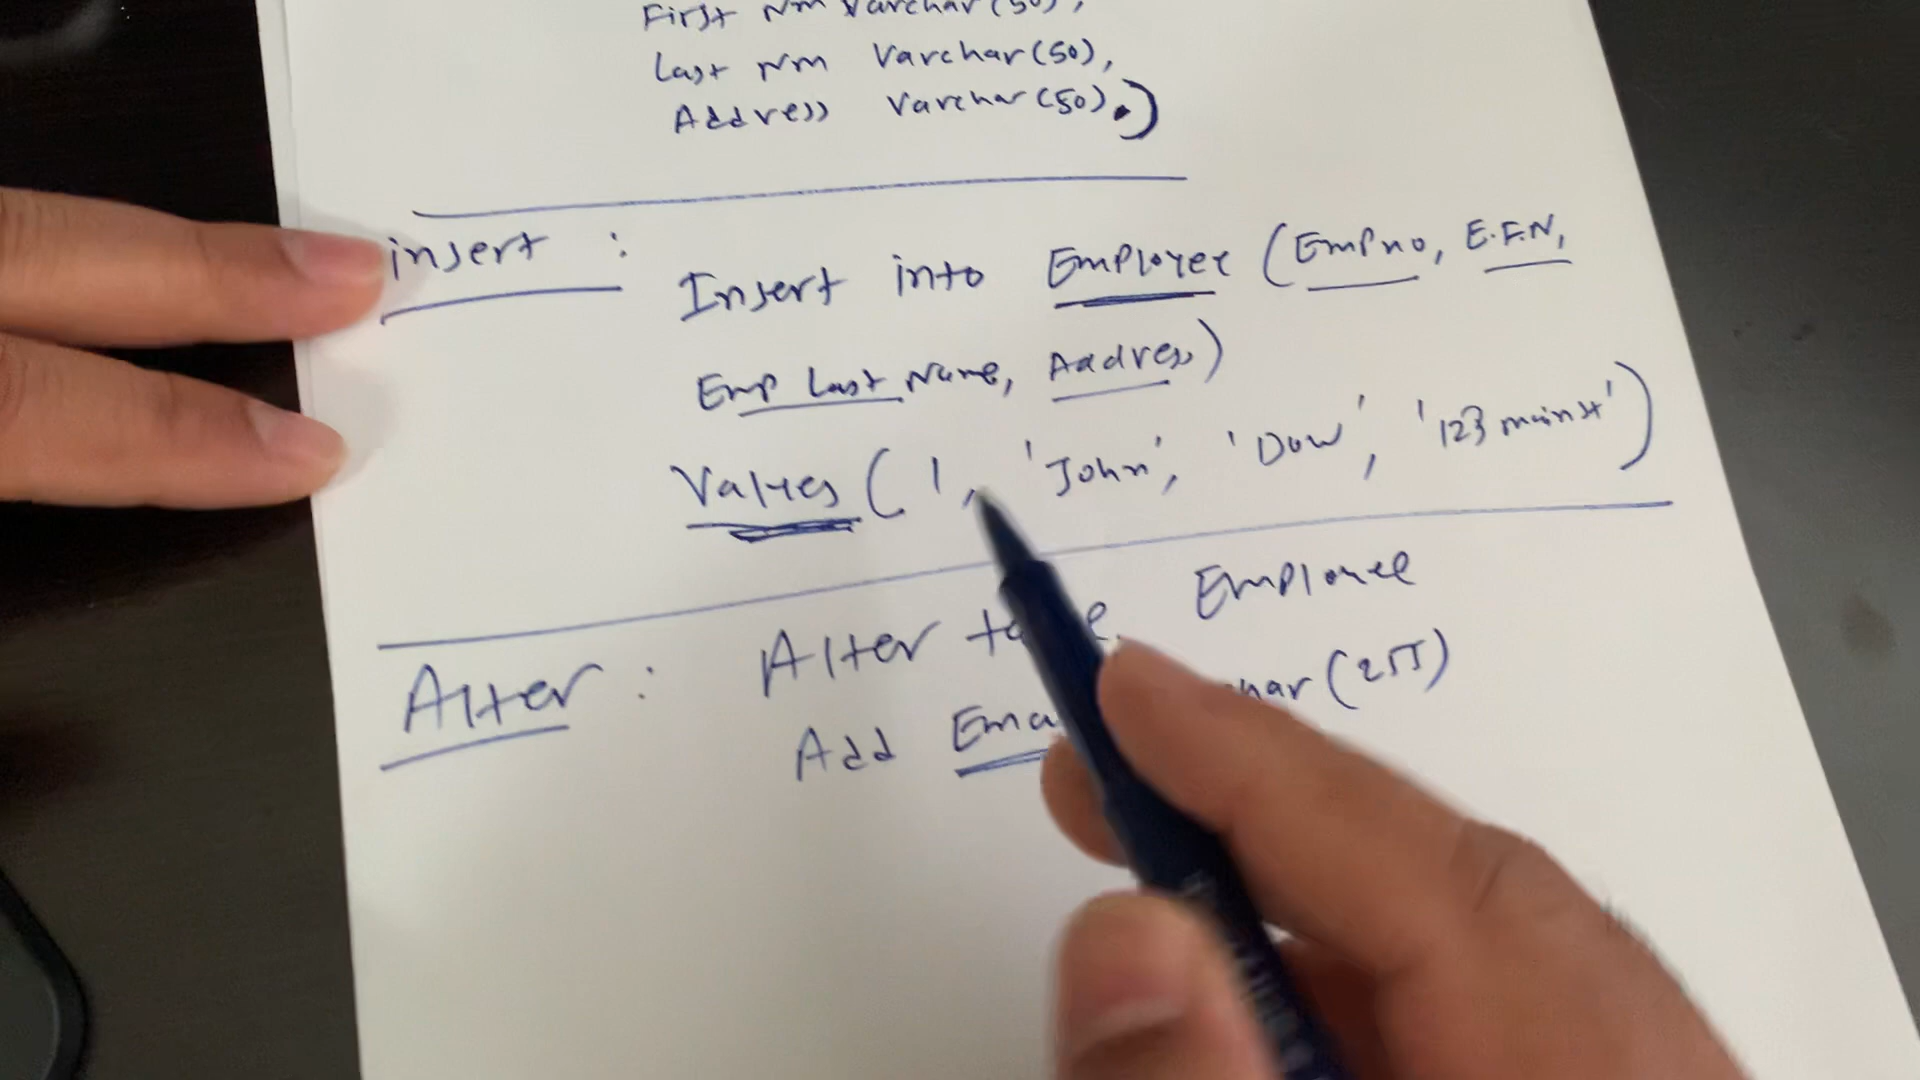 First Nm Varchar (50),
Last Nm Varchar (50),
Address Varchar (50).)
insert :
Insert into Employee (Empno, E.F.N,
Emp Last Name, Address)
Values ( 1, 'John', 'Dow', '123 main st' )
Alter : Alter Employee
Add (255)